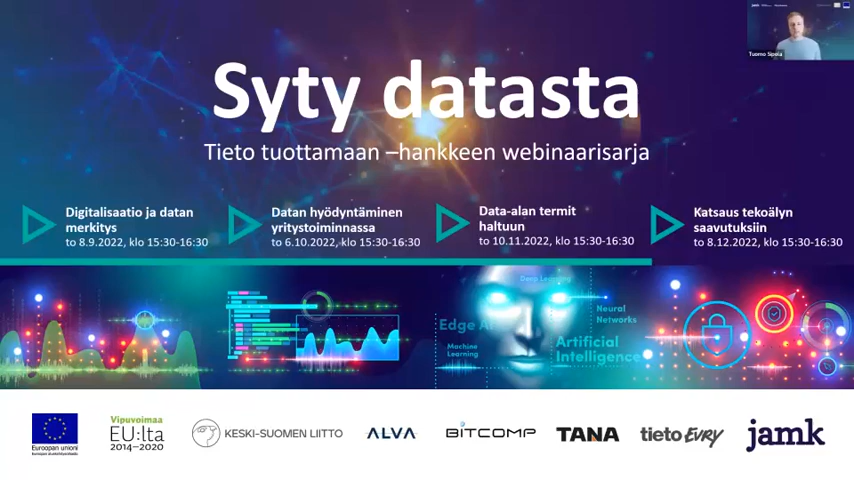 Tuomo Sipola
Syty datasta
Tieto tuottamaan –hankkeen webinaarisarja
Digitalisaatio ja datan
merkitys
to 8.9.2022, klo 15:30-16:30
Datan hyödyntäminen
yritystoiminnassa
to 6.10.2022, klo 15:30-16:30
Data-alan termit
haltuun
to 10.11.2022, klo 15:30-16:30
Katsaus tekoälyn
saavutuksiin
to 8.12.2022, klo 15:30-16:30
Deep Learning
Edge AI
Machine
Learning
Neural
Networks
Artificial
Intelligence
Euroopan unioni
Vipuvoimaa
EU:lta
2014–2020
KESKI-SUOMEN LIITTO
ALVA
BITCOMP
TANA
tieto Evry
jamk